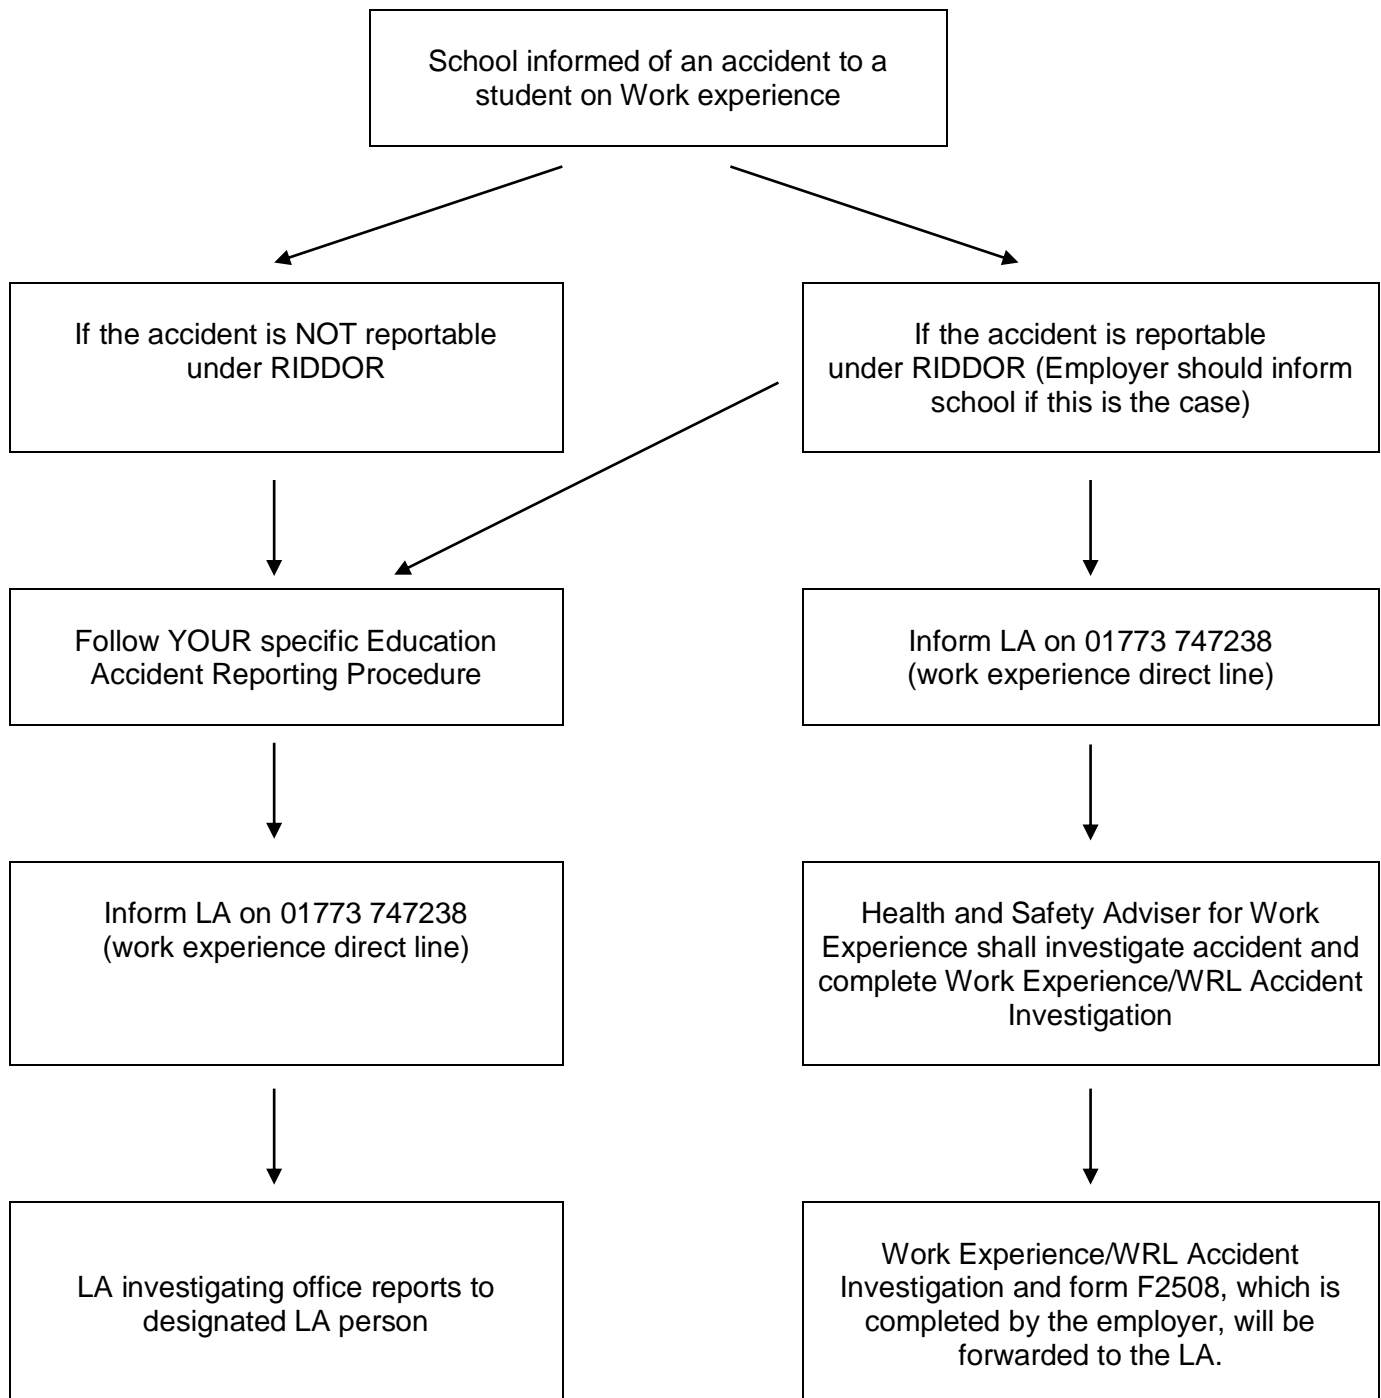 School informed of an accident to a
student on Work experience
If the accident is NOT reportable
under RIDDOR
If the accident is reportable
under RIDDOR (Employer should inform
school if this is the case)
Follow YOUR specific Education
Accident Reporting Procedure
Inform LA on 01773 747238
(work experience direct line)
Inform LA on 01773 747238
(work experience direct line)
Health and Safety Adviser for Work
Experience shall investigate accident and
complete Work Experience/WRL Accident
Investigation
LA investigating office reports to
designated LA person
Work Experience/WRL Accident
Investigation and form F2508, which is
completed by the employer, will be
forwarded to the LA.